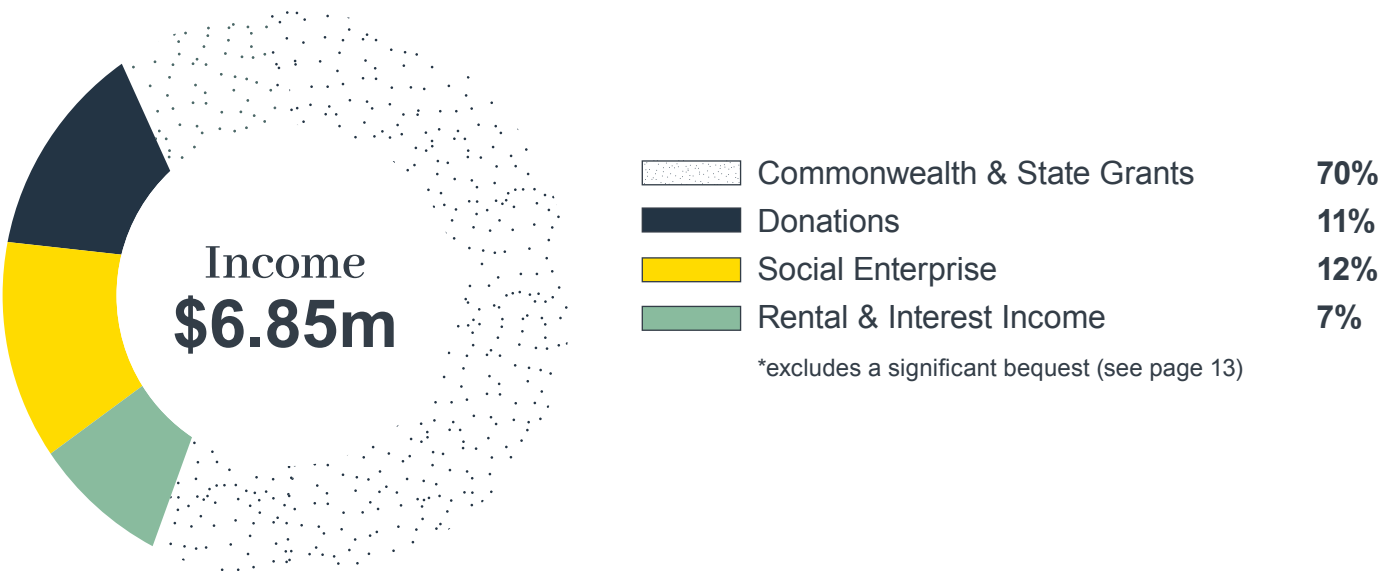 Income
$6.85m
Commonwealth & State Grants 70%
Donations 11%
Social Enterprise 12%
Rental & Interest Income 7%
*excludes a significant bequest (see page 13)